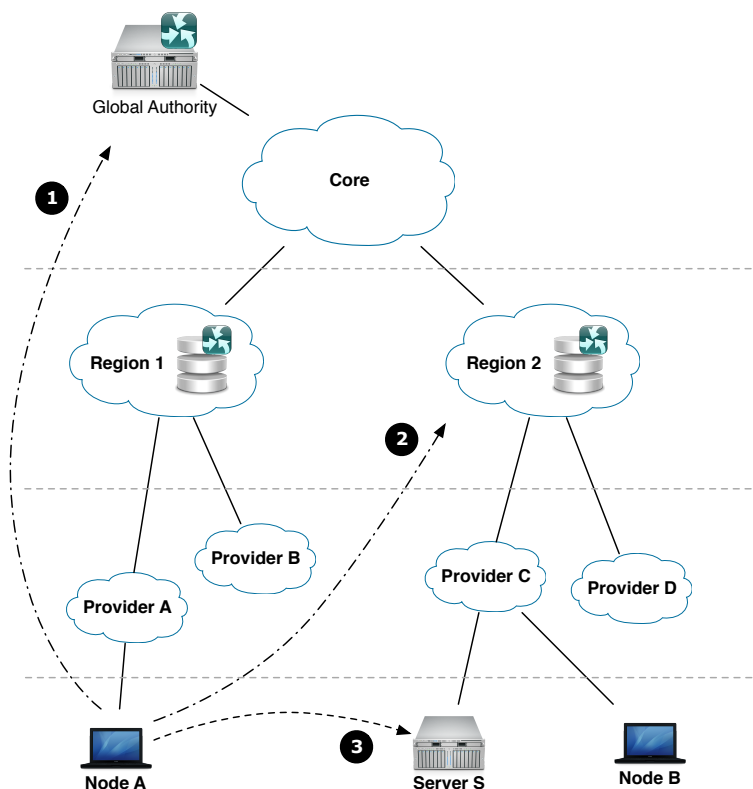 Global Authority
Core
1
Region 1
Region 2
2
Provider B
Provider C
Provider D
Provider A
3
Node A
Server S
Node B